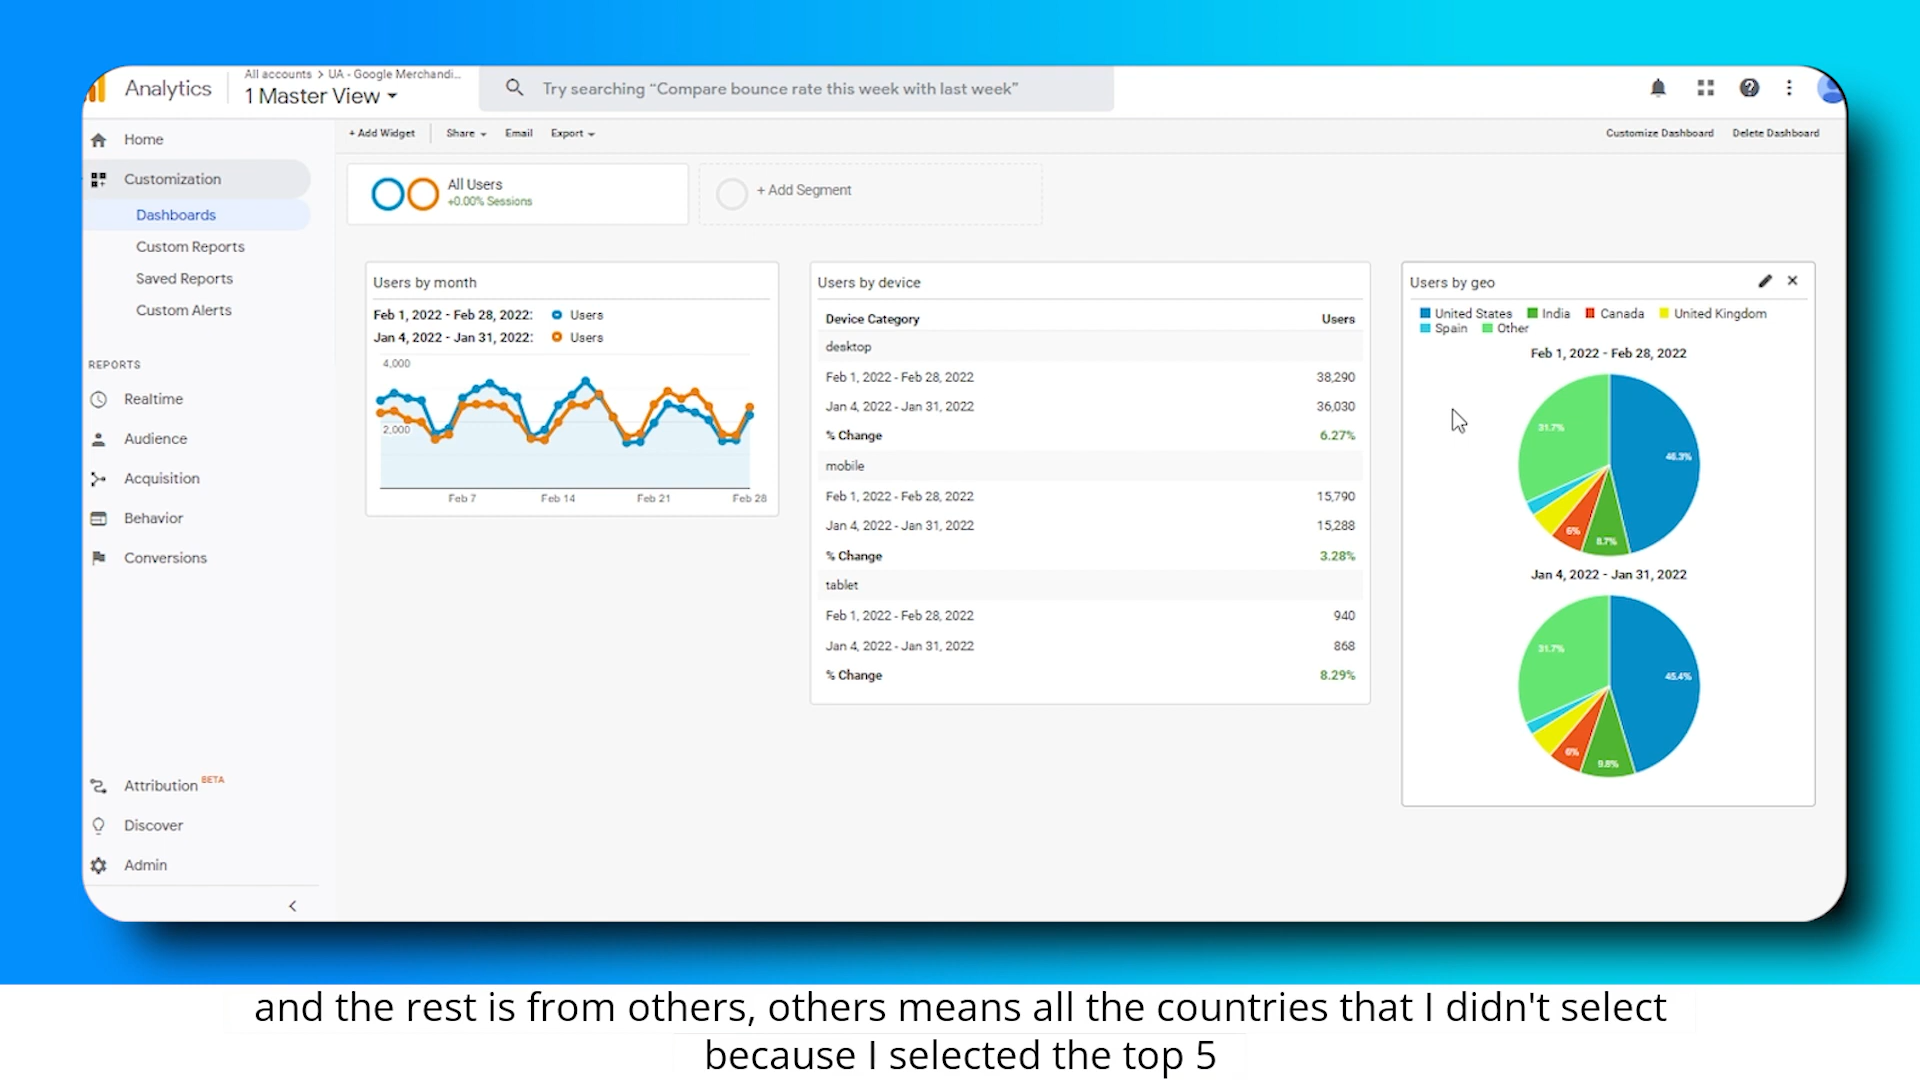 Analytics
All accounts > UA - Google Merchandi...
1 Master View
Try searching “Compare bounce rate this week with last week”
Home
Customization
Dashboards
Custom Reports
Saved Reports
Custom Alerts
REPORTS
Realtime
Audience
Acquisition
Behavior
Conversions
Attribution BETA
Discover
Admin
+ Add Widget
Share
Email
Export
Customize Dashboard
Delete Dashboard
All Users
+0.00% Sessions
+ Add Segment
Users by month
Feb 1, 2022 - Feb 28, 2022: Users
Jan 4, 2022 - Jan 31, 2022: Users
4,000
2,000
Feb 7 Feb 14 Feb 21 Feb 28
Users by device
Device Category Users
desktop
Feb 1, 2022 - Feb 28, 2022 38,290
Jan 4, 2022 - Jan 31, 2022 36,030
% Change 6.27%
mobile
Feb 1, 2022 - Feb 28, 2022 15,790
Jan 4, 2022 - Jan 31, 2022 15,288
% Change 3.28%
tablet
Feb 1, 2022 - Feb 28, 2022 940
Jan 4, 2022 - Jan 31, 2022 868
% Change 8.29%
Users by geo
United States India Canada United Kingdom
Spain Other
Feb 1, 2022 - Feb 28, 2022
31.7%
46.3%
6%
8.7%
Jan 4, 2022 - Jan 31, 2022
31.7%
45.4%
6%
9.8%
and the rest is from others, others means all the countries that I didn't select
because I selected the top 5